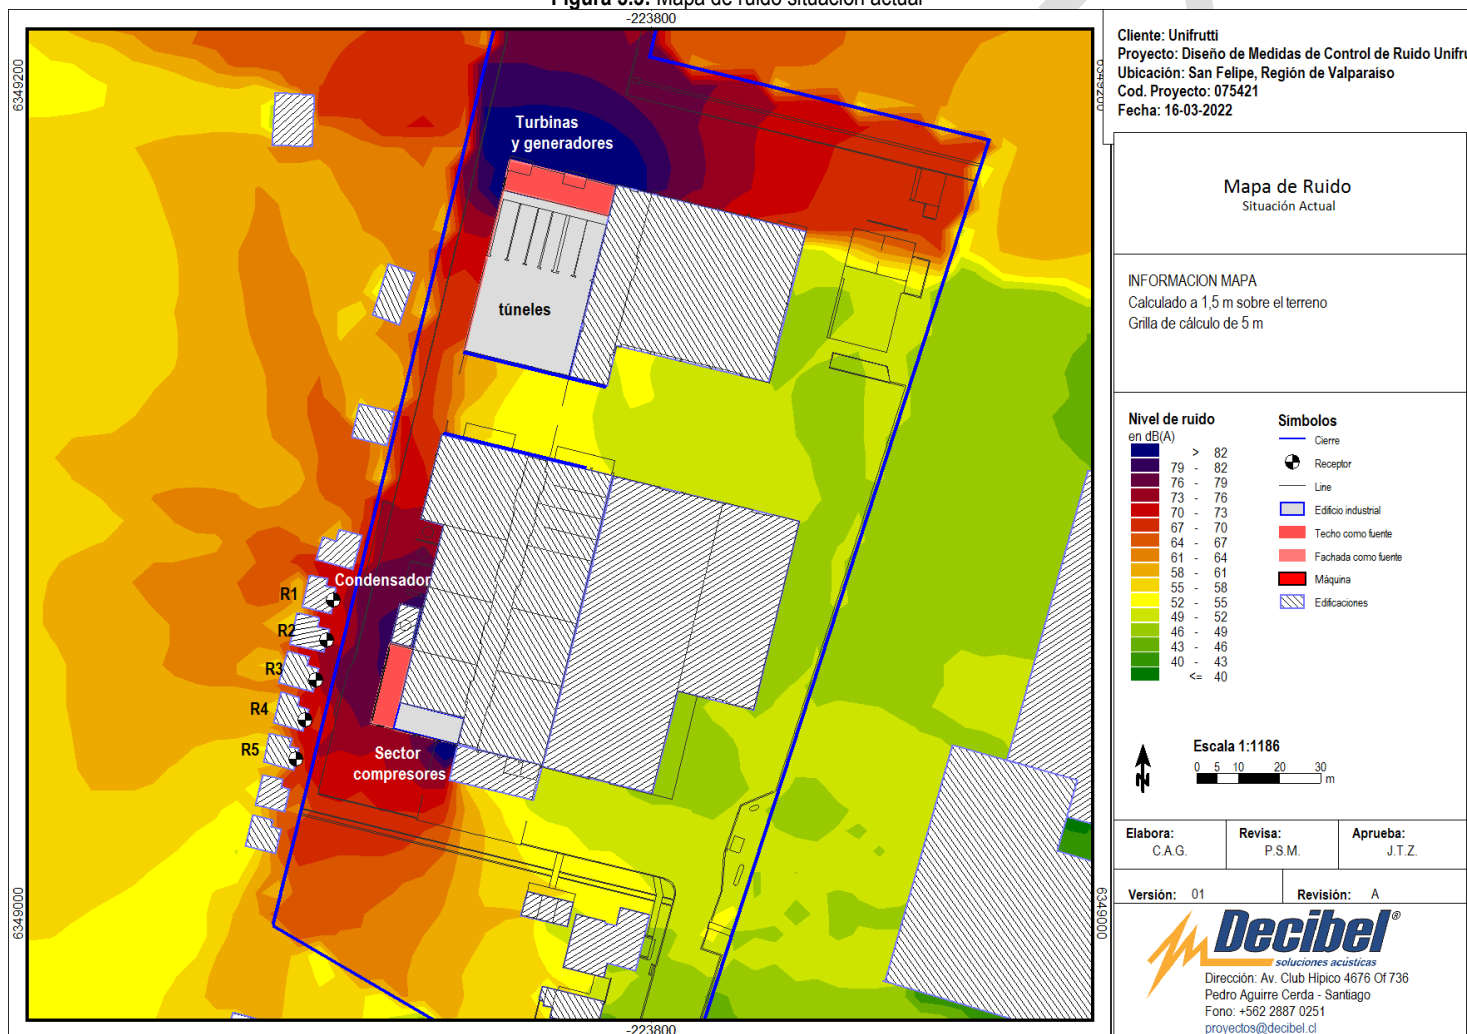 Figura 5.5: Mapa de ruido situación actual
-223800
6349200
6349200
Cliente: Unifrutti
Proyecto: Diseño de Medidas de Control de Ruido Unifru
Ubicación: San Felipe, Región de Valparaiso
Cod. Proyecto: 075421
Fecha: 16-03-2022
Mapa de Ruido
Situación Actual
INFORMACION MAPA
Calculado a 1,5 m sobre el terreno
Grilla de cálculo de 5 m
Turbinas
y generadores
túneles
Condensador
R1
R2
R3
R4
R5
Sector
compresores
Nivel de ruido
en dB(A)
> 82
79 - 82
76 - 79
73 - 76
70 - 73
67 - 70
64 - 67
61 - 64
58 - 61
55 - 58
52 - 55
49 - 52
46 - 49
43 - 46
40 - 43
<= 40
Símbolos
Cierre
Receptor
Line
Edificio industrial
Techo como fuente
Fachada como fuente
Máquina
Edificaciones
N
Escala 1:1186
0 5 10 20 30
m
Elabora:
C.A.G.
Revisa:
P.S.M.
Aprueba:
J.T.Z.
Versión: 01
Revisión: A
6349000
6349000
-223800
Decibel®
soluciones acústicas
Dirección: Av. Club Hípico 4676 Of 736
Pedro Aguirre Cerda - Santiago
Fono: +562 2887 0251
proyectos@decibel.cl